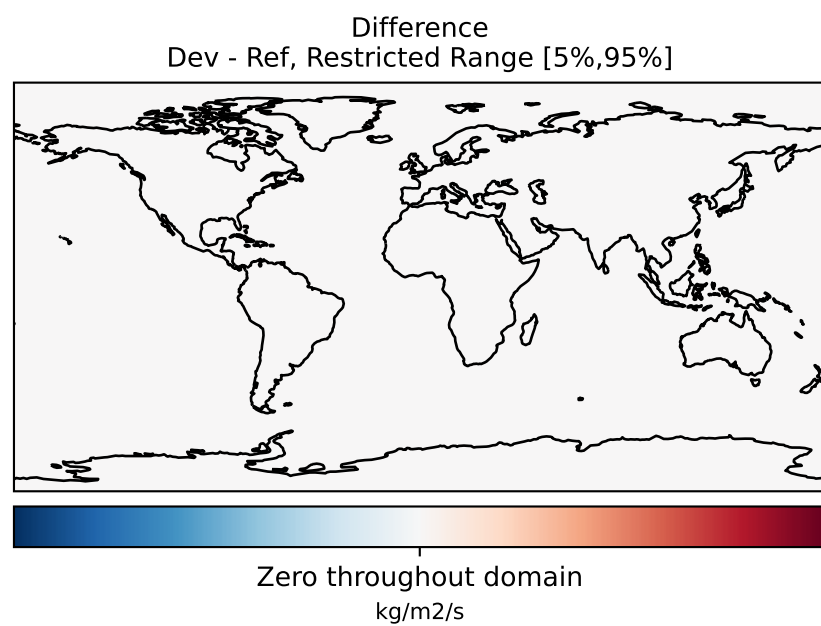 Difference
Dev - Ref, Restricted Range [5%,95%]
Zero throughout domain
kg/m2/s